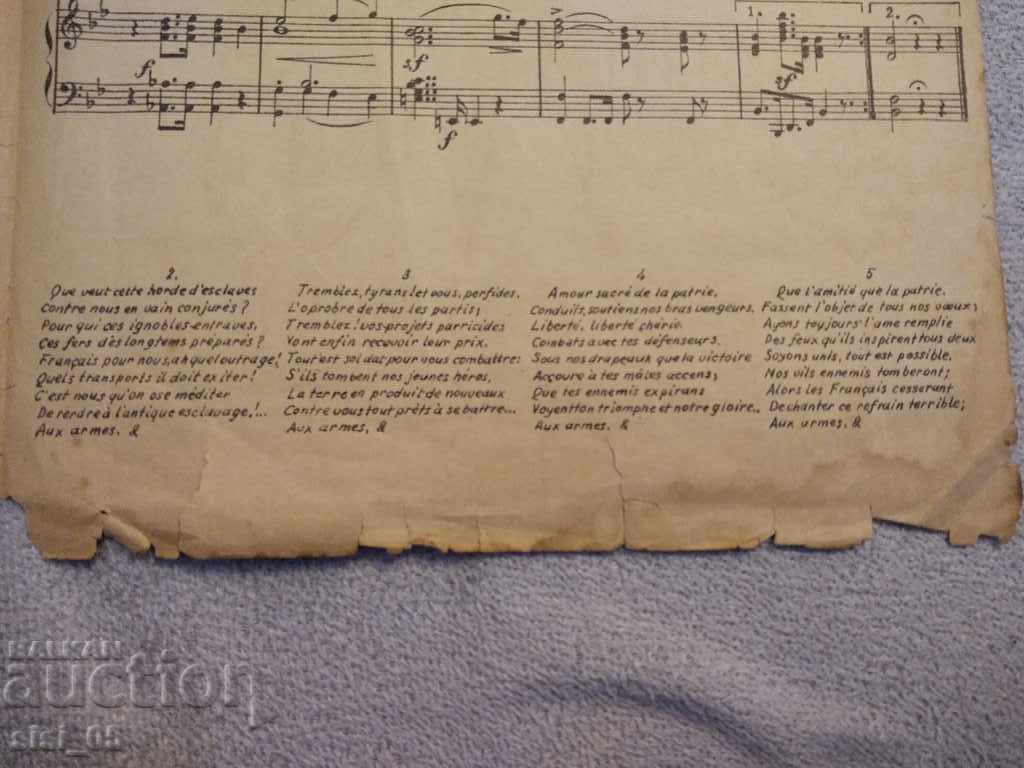 1.
2.
f
sf
f
sf
2.
Que veut cette horde d'esclaves
Contre nous en vain conjurés?
Pour qui ces ignobles-entraves,
Ces fers dès longtems préparés?
Français pour nous, ah quel outrage!
Quels transports il doit exiter!
C'est nous qu'on ose méditer
De rendre à l'antique esclavage!...
Aux armes. &
3
Tremblez, tyrans let vous, perfides,
L'oprobre de tous les partis;
Tremblez! vos-projets parricides
Vont enfin recevoir leur prix.
Tout est soldat pour vous combattre:
S'ils tombent nos jeunes héros,
La terre en produit de nouveaux
Contre vous tout prêts à se battre...
Aux armes, &
4
Amour sacré de la patrie,
Conduis, soutiens nos bras vengeurs.
Liberté, liberté chérie
Combats avec tes défenseurs.
Sous nos drapeaux que la victoire
Accoure à tes mâles accens;
Que tes ennemis expirans
Voyent ton triomphe et notre gloire..
Aux armes. &
5
Que l'amitié que la patrie.
Fassent l'objet de tous nos vœux;
Ayons toujours l'ame remplie
Des feux qu'ils inspirent tous deux
Soyons unis, tout est possible,
Nos vils ennemis tomberont;
Alors les Français cesseront
De chanter ce refrain terrible;
Aux armes, &
BALKAN
auction
sisi_05